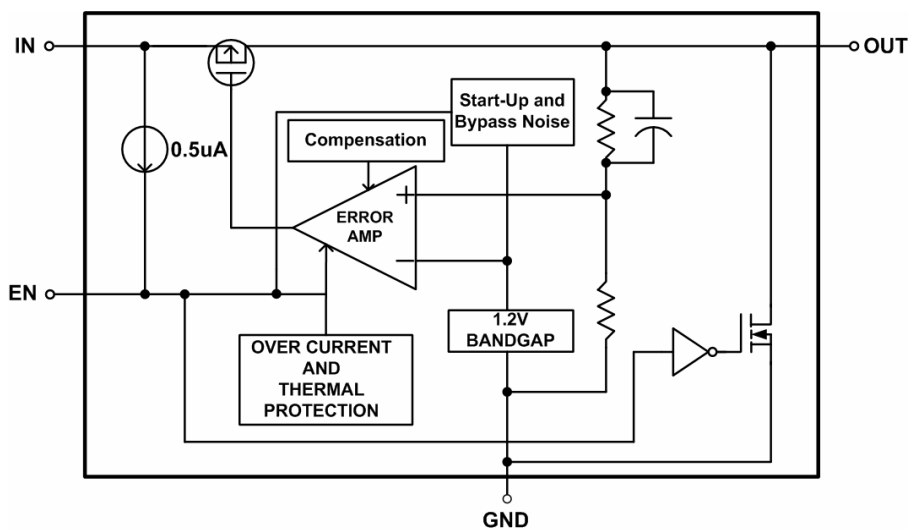 IN
OUT
Start-Up and
Bypass Noise
0.5uA
Compensation
+
ERROR
AMP
−
EN
1.2V
BANDGAP
OVER CURRENT
AND
THERMAL
PROTECTION
GND